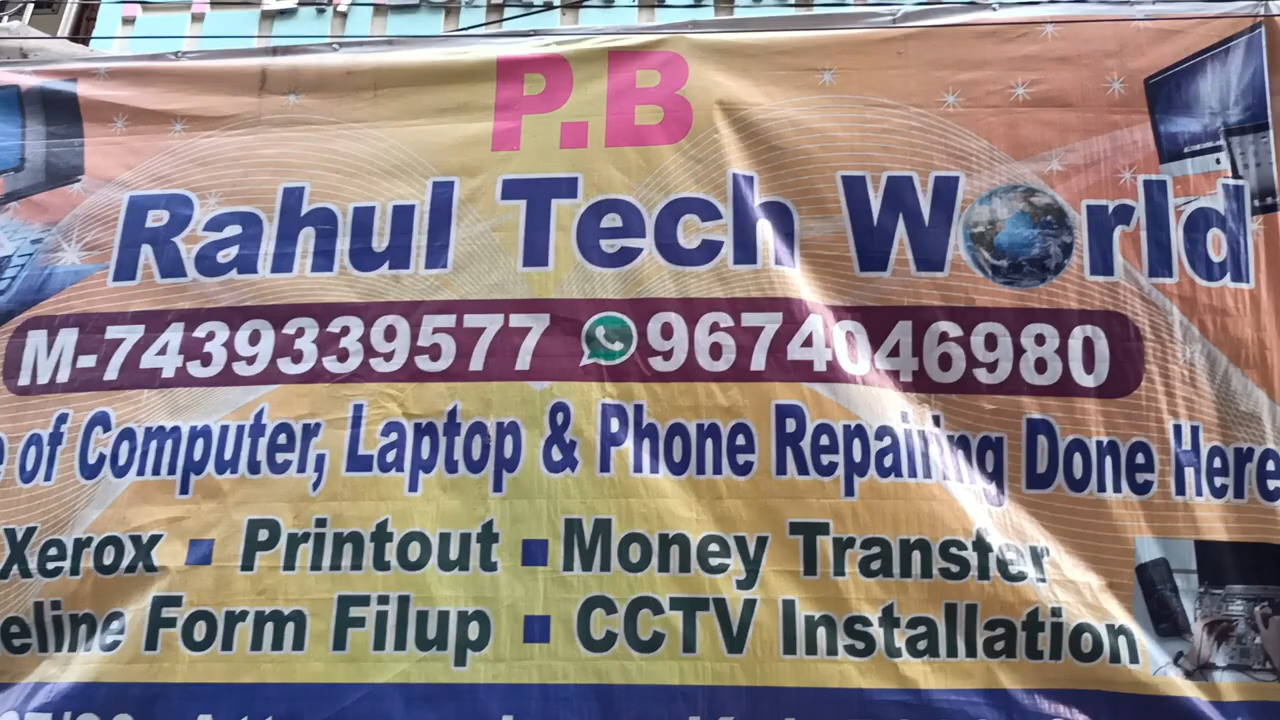 P.B
Rahul Tech World
M-7439339577 9674046980
of Computer, Laptop & Phone Repairing Done Here
Xerox ▪ Printout ▪ Money Transfer
eline Form Filup ▪ CCTV Installation